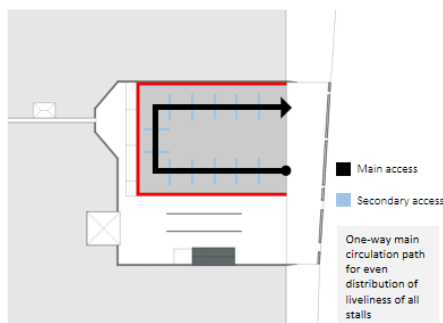 Main access
Secondary access
One-way main
circulation path
for even
distribution of
liveliness of all
stalls